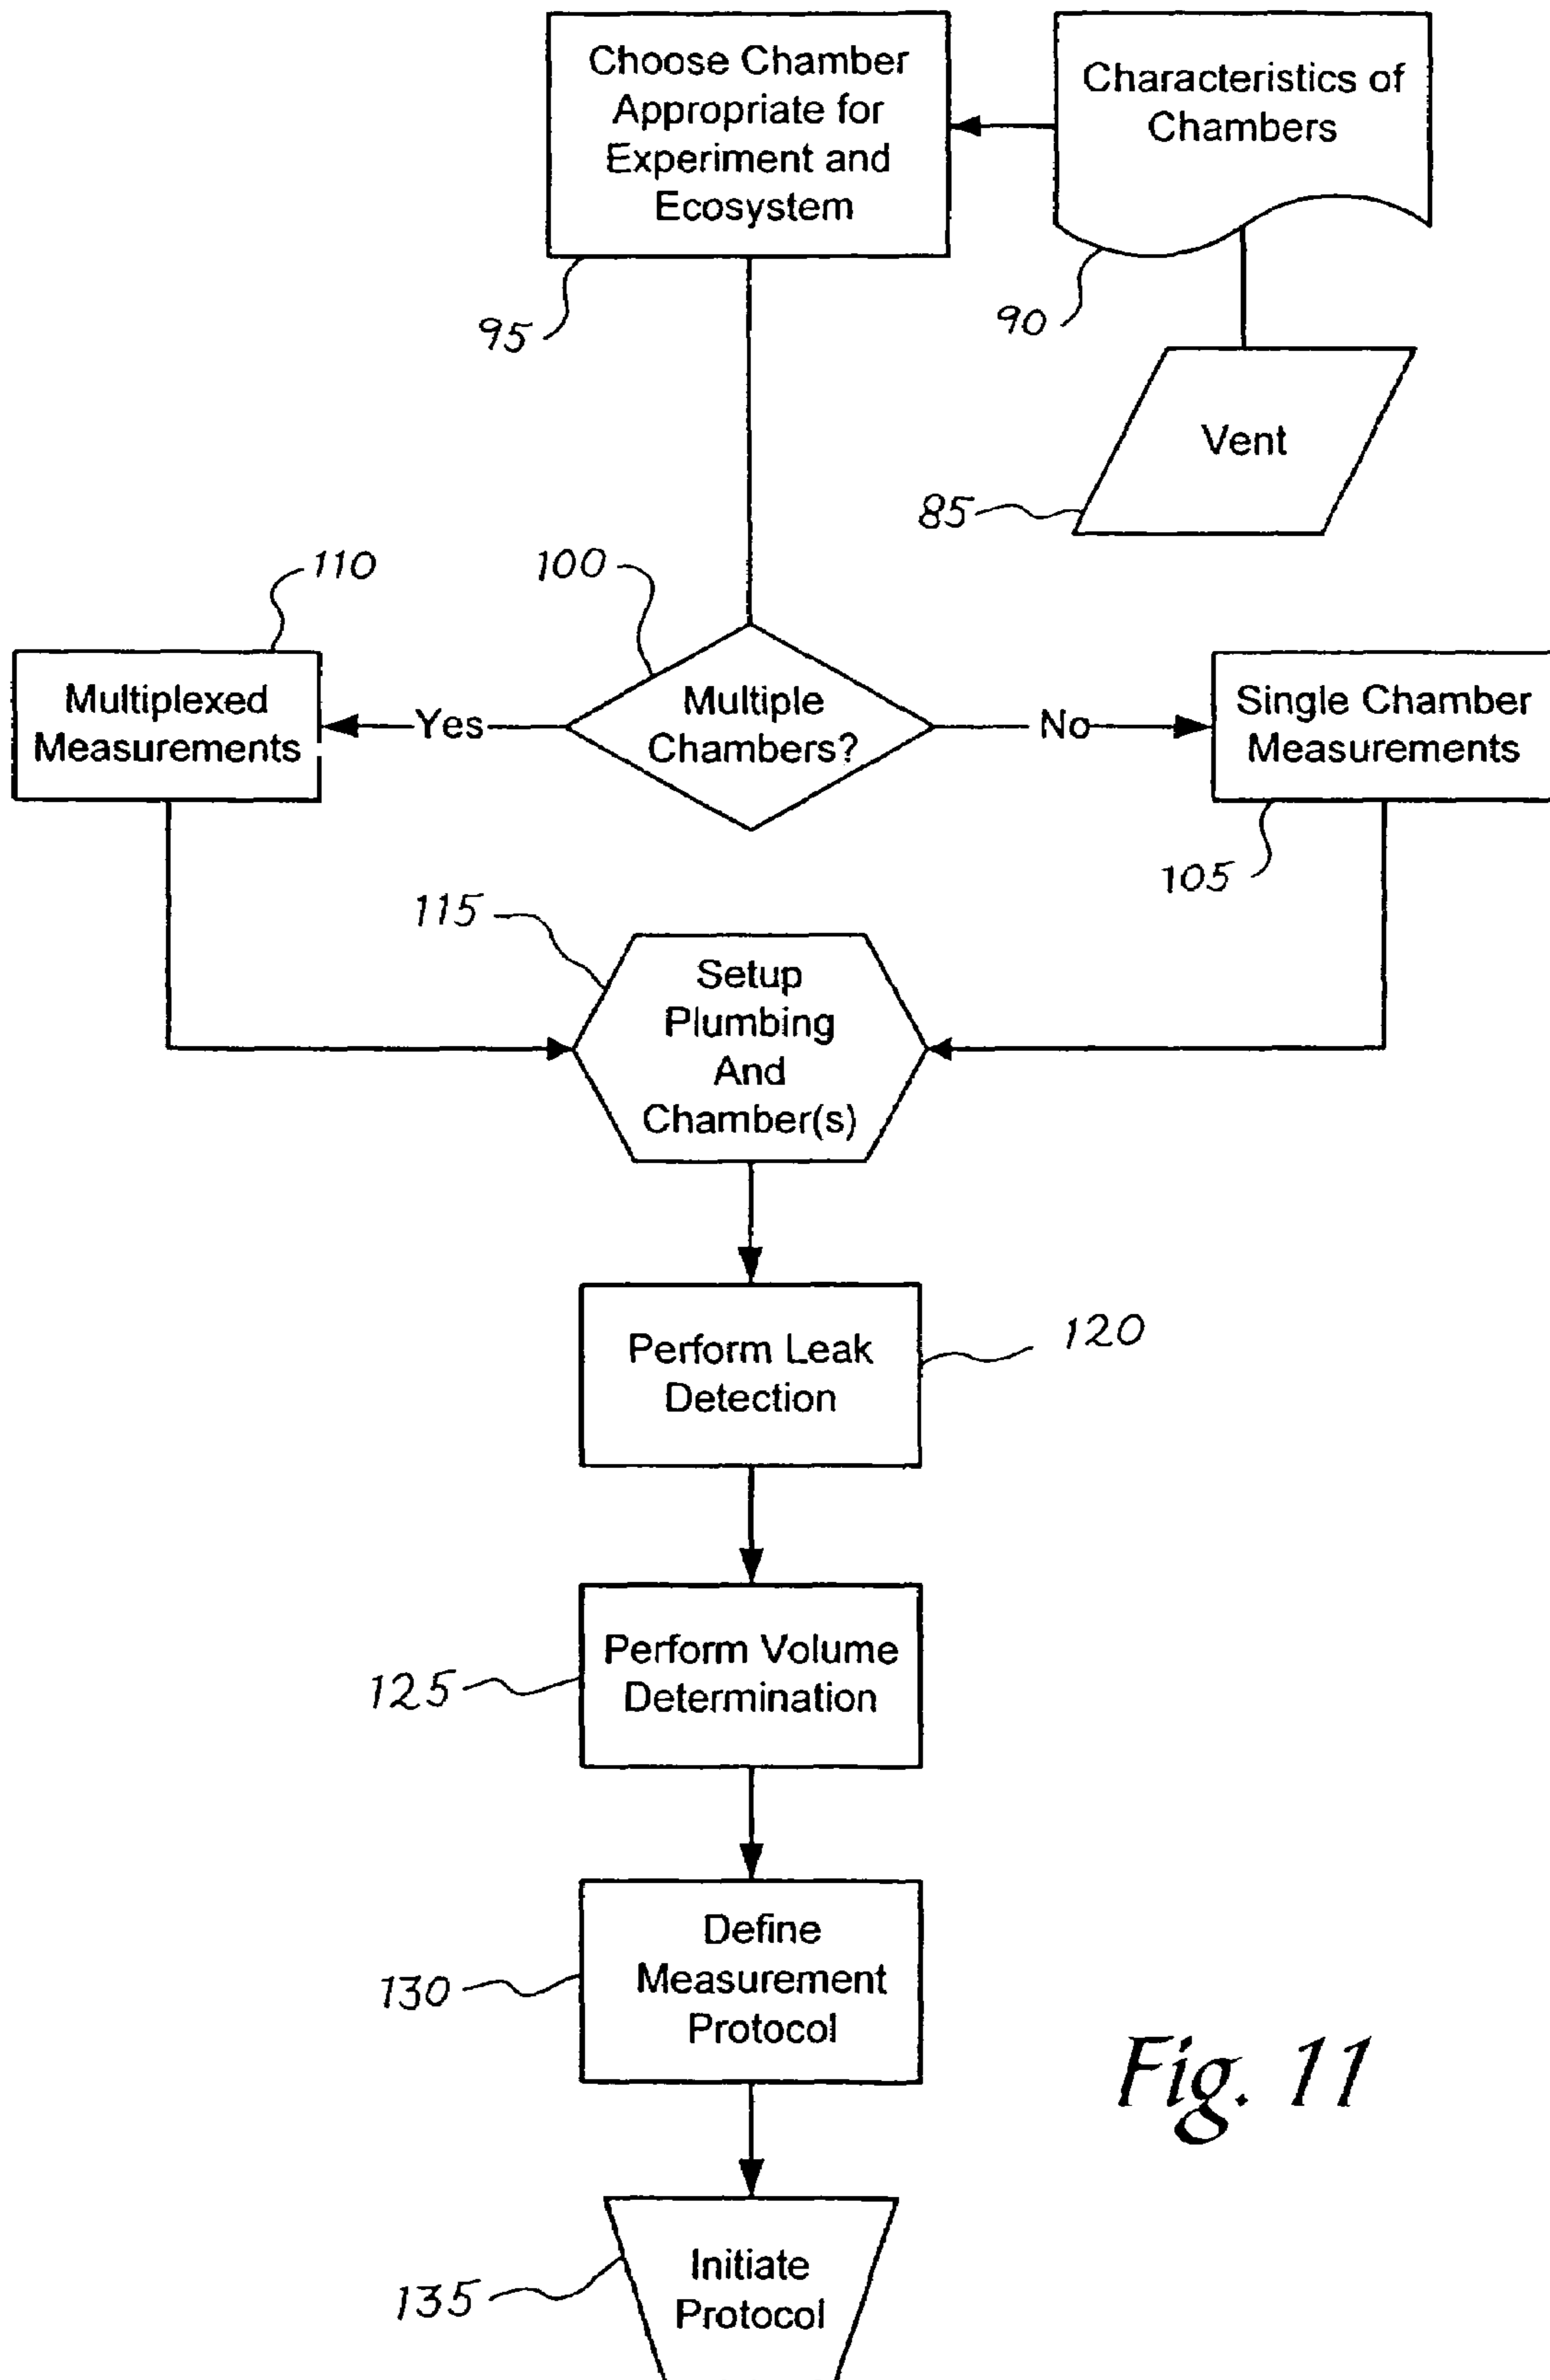 Choose Chamber
Appropriate for
Experiment and
Ecosystem
Characteristics of
Chambers
95
90
Vent
85
110
100
Multiplexed
Measurements
Yes
Multiple
Chambers?
No
Single Chamber
Measurements
105
115
Setup
Plumbing
And
Chamber(s)
Perform Leak
Detection
120
Perform Volume
Determination
125
Define
Measurement
Protocol
130
Fig. 11
Initiate
Protocol
135